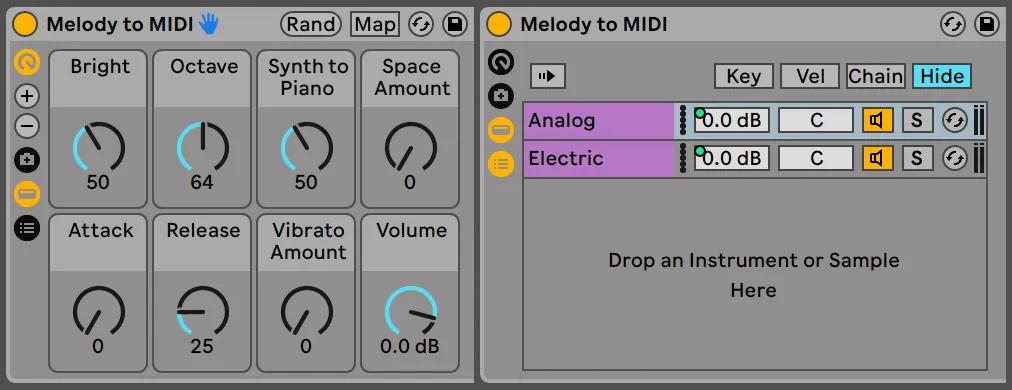 Melody to MIDI
Rand
Map
Bright
Octave
Synth to
Piano
Space
Amount
50
64
50
0
Attack
Release
Vibrato
Amount
Volume
0
25
0
0.0 dB
Melody to MIDI
Key
Vel
Chain
Hide
Analog
0.0 dB
C
S
Electric
0.0 dB
C
S
Drop an Instrument or Sample
Here